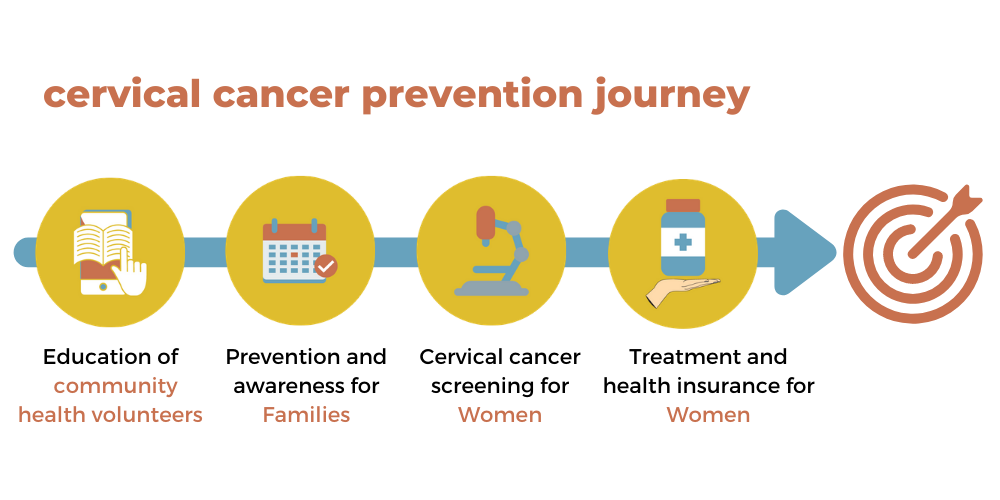 cervical cancer prevention journey
Education of
community
health volunteers
Prevention and
awareness for
Families
Cervical cancer
screening for
Women
Treatment and
health insurance for
Women